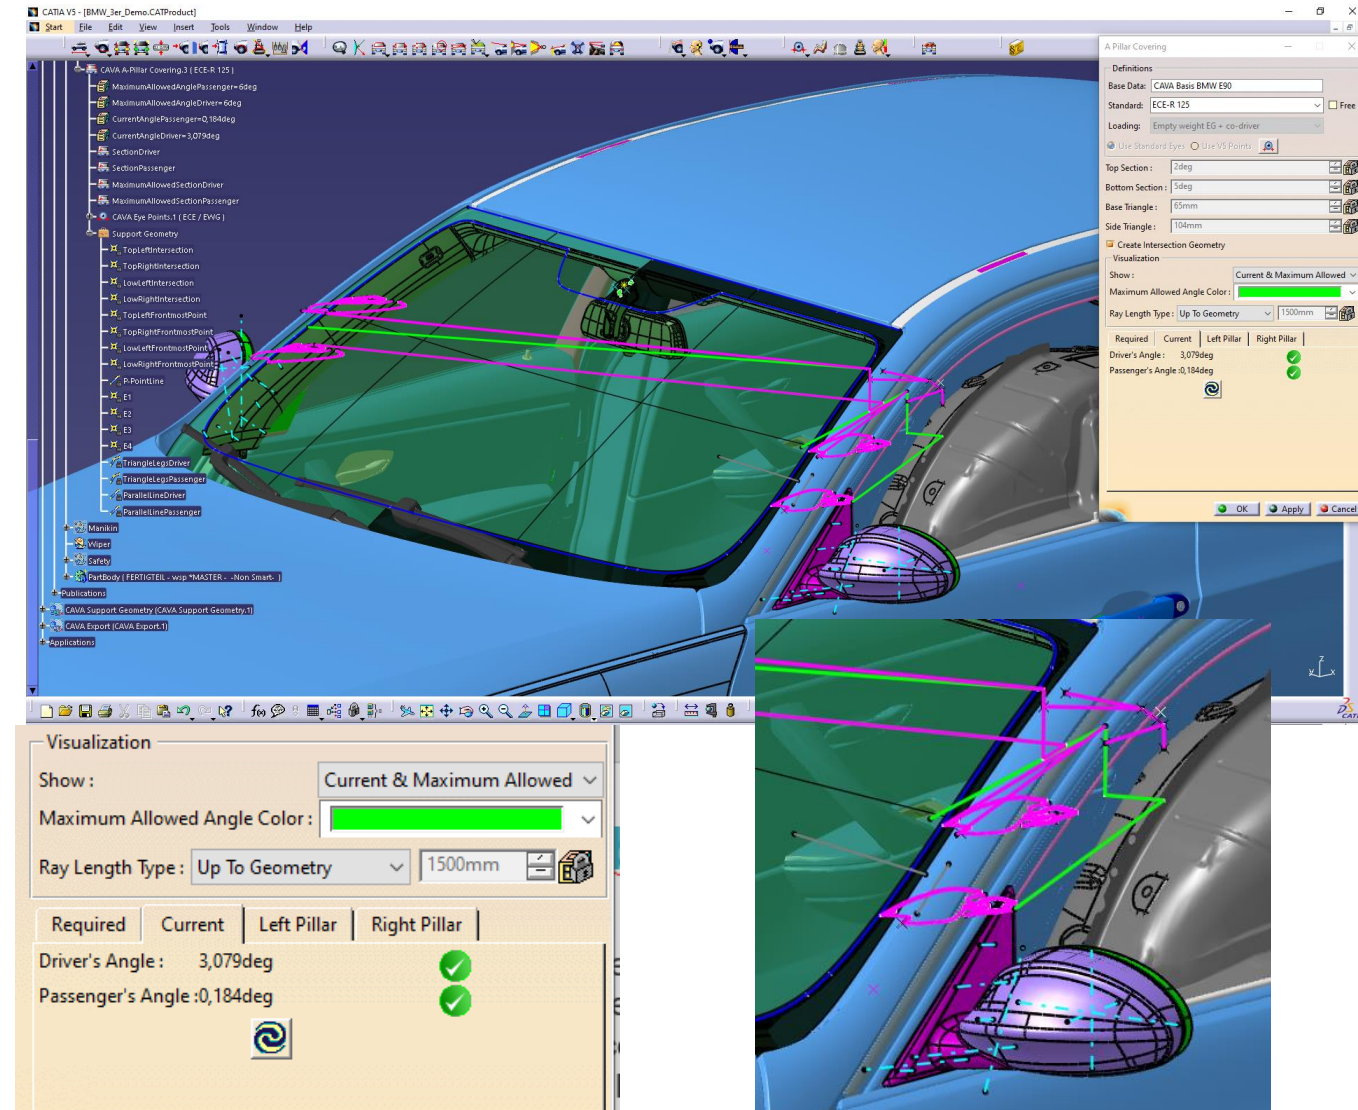 CATIA V5 - [BMW_3er_Demo.CATProduct]
Start File Edit View Insert Tools Window Help
CAVA A-Pillar Covering.3 ( ECE-R 125 )
MaximumAllowedAnglePassenger=6deg
MaximumAllowedAngleDriver=6deg
CurrentAnglePassenger=0,184deg
CurrentAngleDriver=3,079deg
SectionDriver
SectionPassenger
MaximumAllowedSectionDriver
MaximumAllowedSectionPassenger
CAVA Eye Points.1 ( ECE / EWG )
Support Geometry
TopLeftIntersection
TopRightIntersection
LowLeftIntersection
LowRightIntersection
TopLeftFrontmostPoint
TopRightFrontmostPoint
LowLeftFrontmostPoint
LowRightFrontmostPoint
P-PointLine
E1
E2
E3
E4
TriangleLegsDriver
TriangleLegsPassenger
ParallelLineDriver
ParallelLinePassenger
Manikin
Wiper
Safety
PartBody ( FERTIGTEIL - wsp *MASTER - -Non Smart- )
Publications
CAVA Support Geometry (CAVA Support Geometry.1)
CAVA Export (CAVA Export.1)
Applications
A Pillar Covering
Definitions
Base Data: CAVA Basis BMW E90
Standard: ECE-R 125 Free
Loading: Empty weight EG + co-driver
Use Standard Eyes Use V5 Points
Top Section : 2deg
Bottom Section : 5deg
Base Triangle : 65mm
Side Triangle : 104mm
Create Intersection Geometry
Visualization
Show : Current & Maximum Allowed
Maximum Allowed Angle Color :
Ray Length Type : Up To Geometry 1500mm
Required Current Left Pillar Right Pillar
Driver's Angle : 3,079deg
Passenger's Angle :0,184deg
OK Apply Cancel
Visualization
Show : Current & Maximum Allowed
Maximum Allowed Angle Color :
Ray Length Type : Up To Geometry 1500mm
Required Current Left Pillar Right Pillar
Driver's Angle : 3,079deg
Passenger's Angle :0,184deg